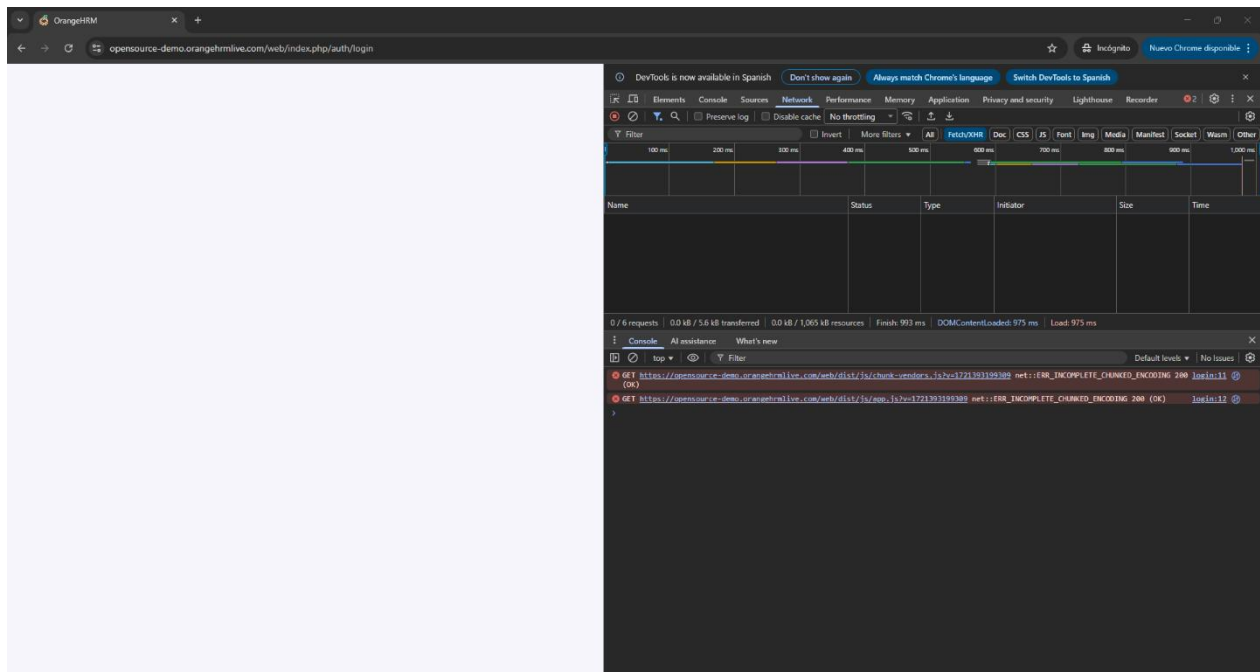 OrangeHRM
opensource-demo.orangehrmlive.com/web/index.php/auth/login
Incógnito
Nuevo Chrome disponible
DevTools is now available in Spanish Don't show again Always match Chrome's language Switch DevTools to Spanish
Elements Console Sources Network Performance Memory Application Privacy and security Lighthouse Recorder 2
Preserve log Disable cache No throttling
Filter Invert More filters All Fetch/XHR Doc CSS JS Font Img Media Manifest Socket Wasm Other
100 ms 200 ms 300 ms 400 ms 500 ms 600 ms 700 ms 800 ms 900 ms 1,000 ms
Name Status Type Initiator Size Time
0 / 6 requests 0.0 kB / 5.6 kB transferred 0.0 kB / 1,065 kB resources Finish: 993 ms DOMContentLoaded: 975 ms Load: 975 ms
Console AI assistance What's new
top Filter Default levels No Issues
GET https://opensource-demo.orangehrmlive.com/web/dist/js/chunk-vendors.js?v=1721393199309 net::ERR_INCOMPLETE_CHUNKED_ENCODING 200 login:11
(OK)
GET https://opensource-demo.orangehrmlive.com/web/dist/js/app.js?v=1721393199309 net::ERR_INCOMPLETE_CHUNKED_ENCODING 200 (OK) login:12